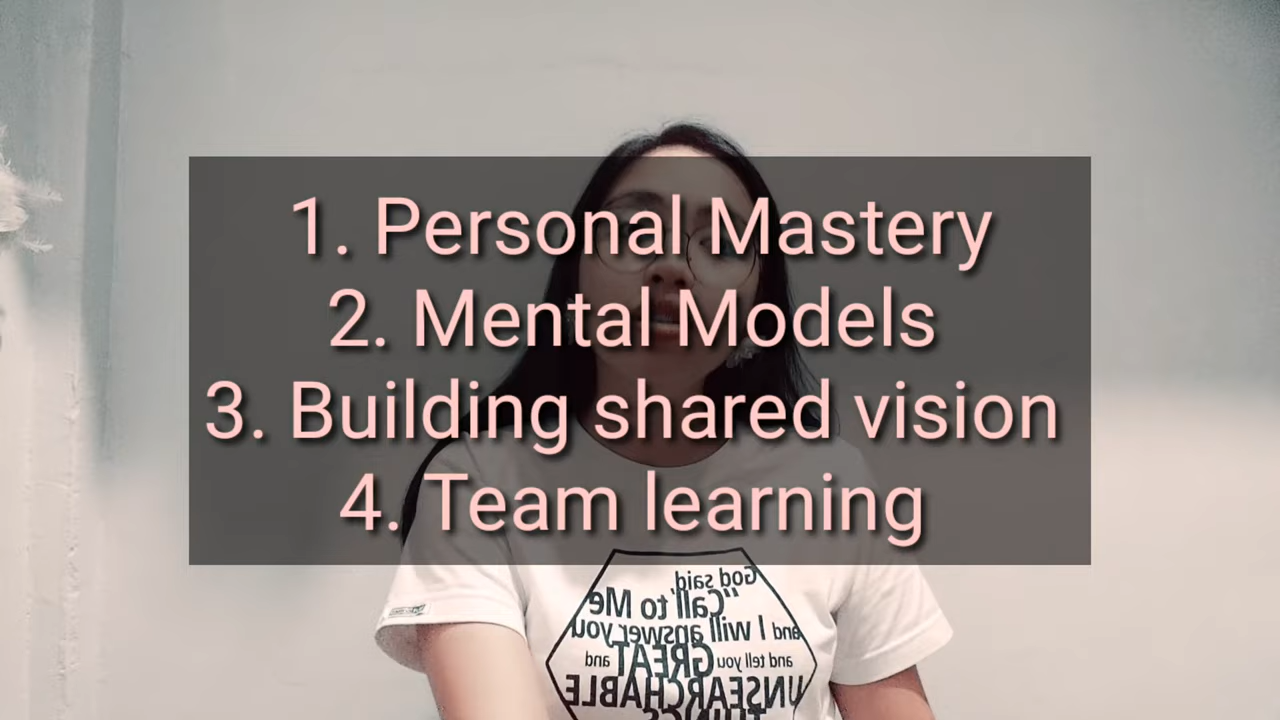 1. Personal Mastery
2. Mental Models
3. Building shared vision
4. Team learning
God said,
"Call to Me
and I will answer you
and tell you GREAT and
UNSEARCHABLE
THINGS